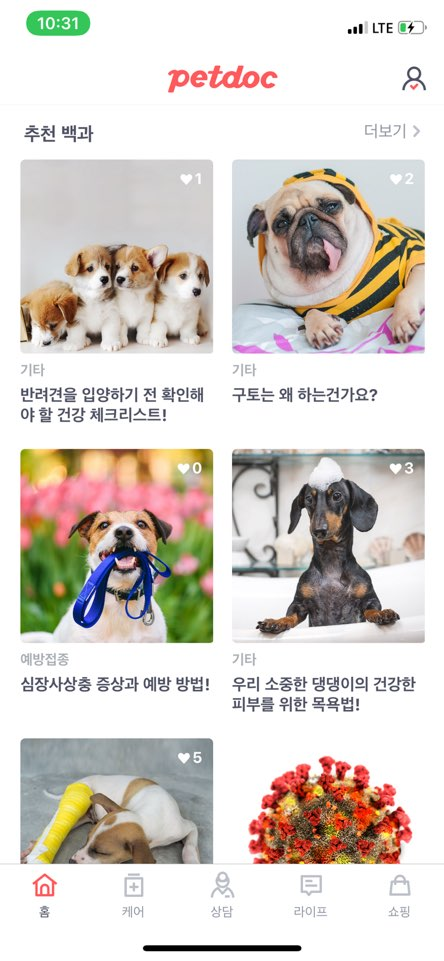 10:31
LTE
petdoc
추천 백과
더보기
1
2
기타
반려견을 입양하기 전 확인해
야 할 건강 체크리스트!
기타
구토는 왜 하는건가요?
0
3
예방접종
심장사상충 증상과 예방 방법!
기타
우리 소중한 댕댕이의 건강한
피부를 위한 목욕법!
5
홈
케어
상담
라이프
쇼핑